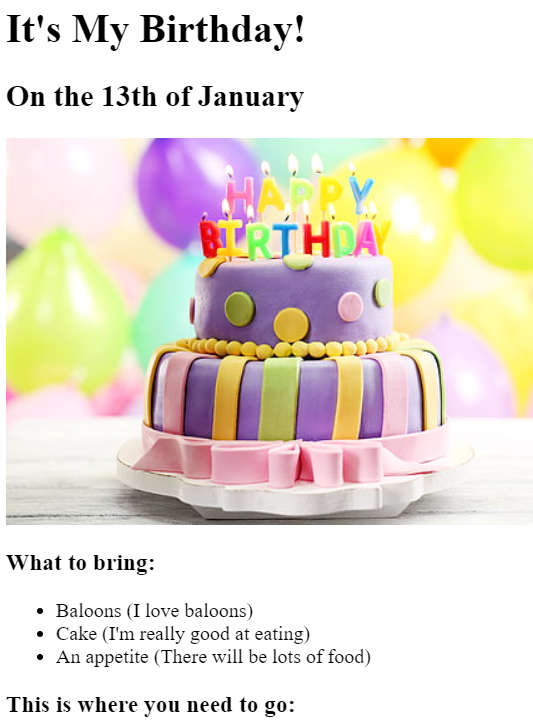 It's My Birthday!
On the 13th of January
HAPPY
BIRTHDAY
What to bring:
Baloons (I love baloons)
Cake (I'm really good at eating)
An appetite (There will be lots of food)
This is where you need to go: